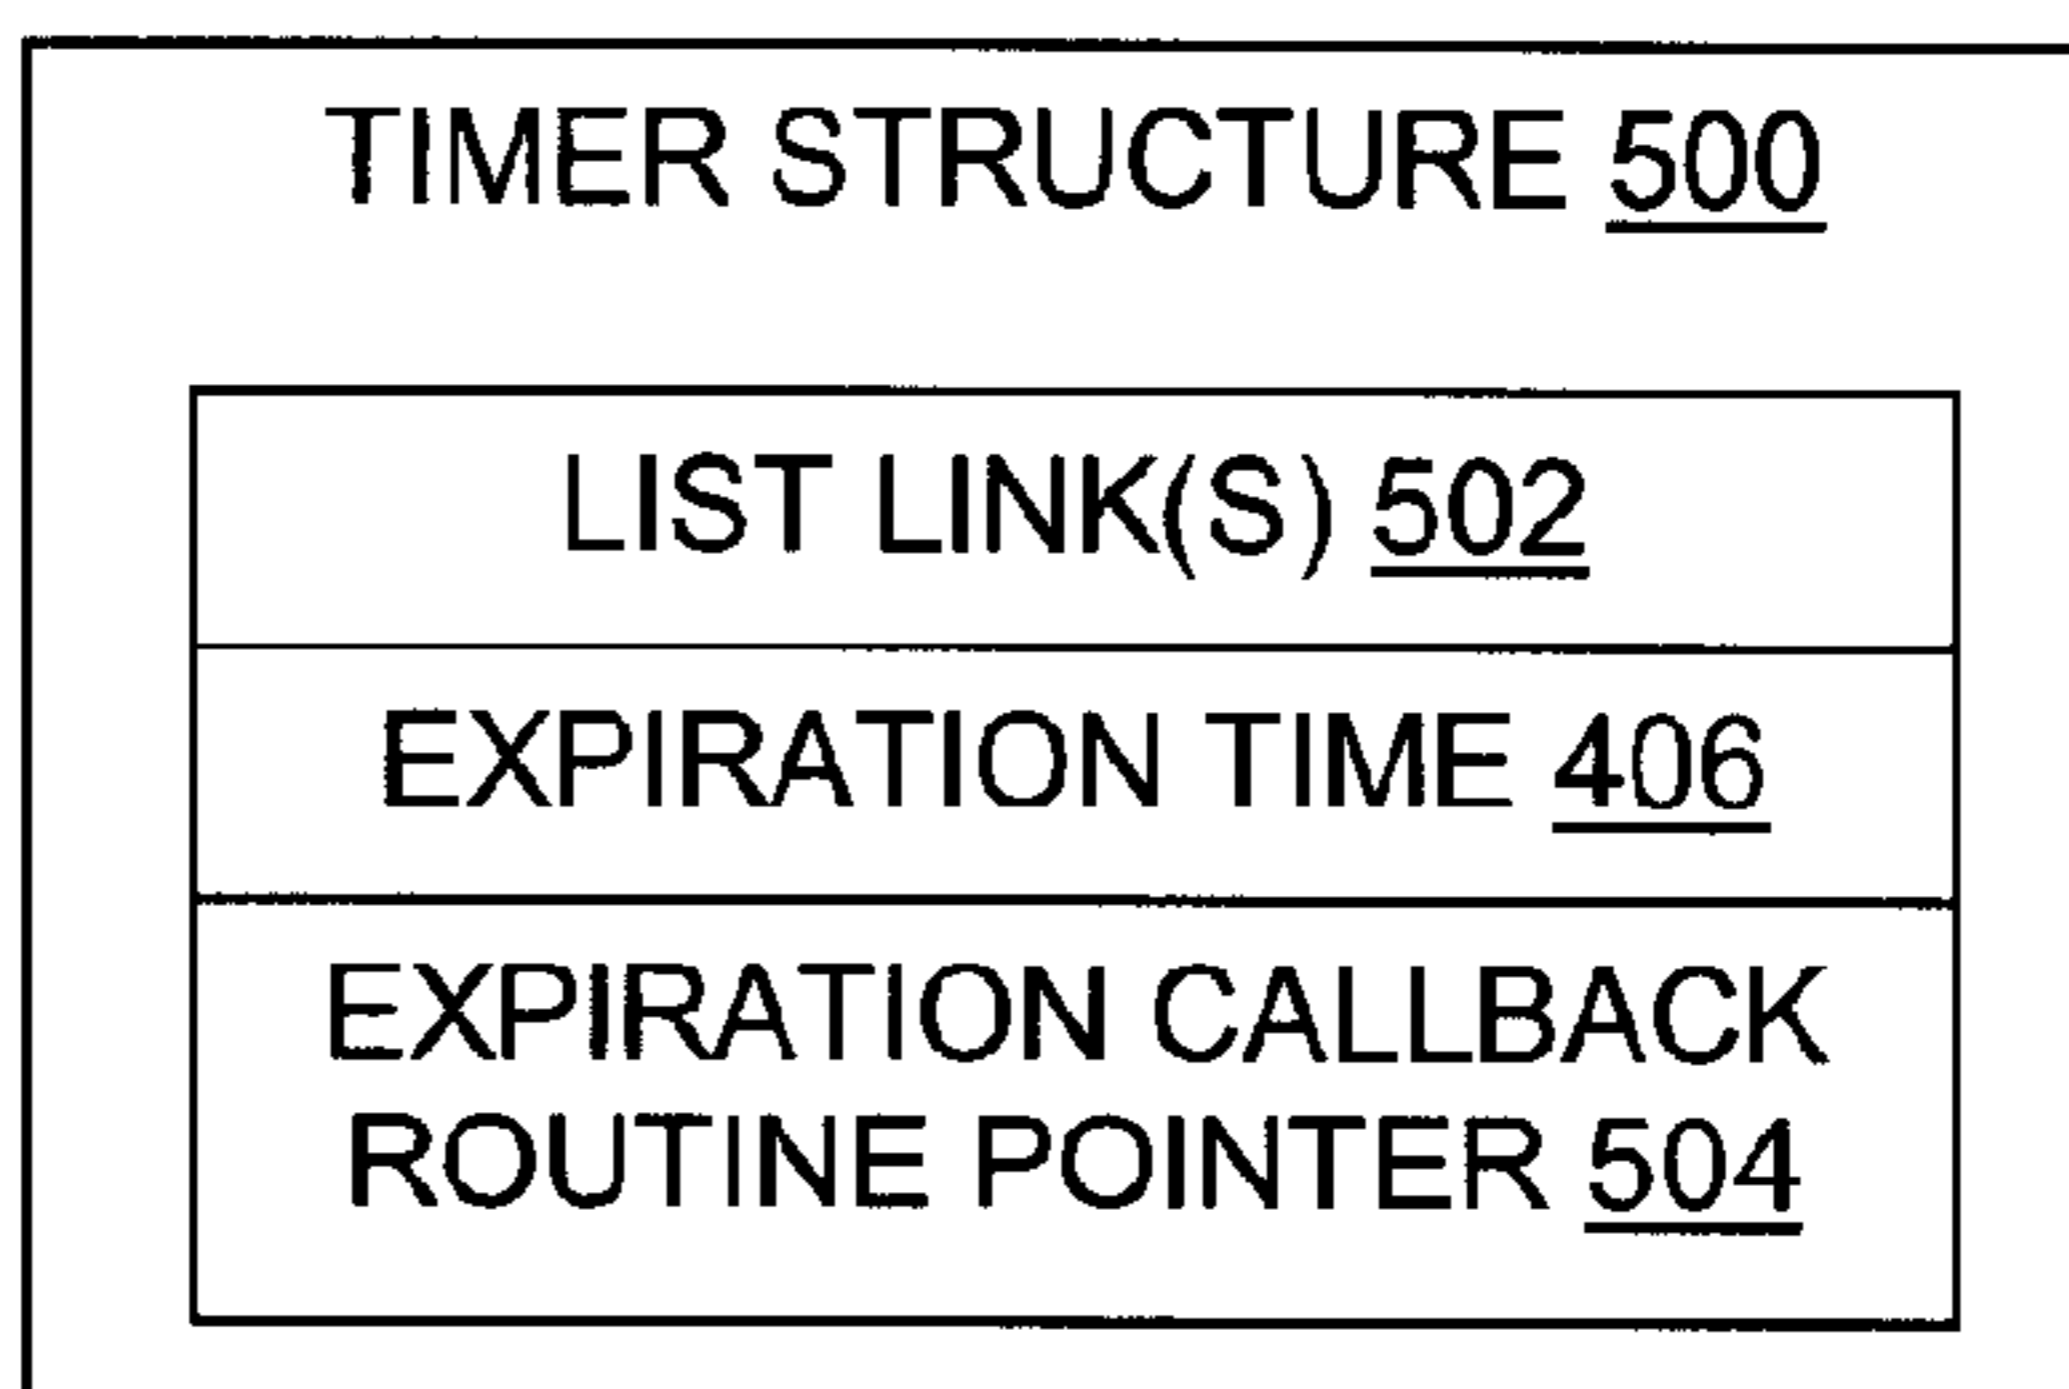 TIMER STRUCTURE 500
LIST LINK(S) 502
EXPIRATION TIME 406
EXPIRATION CALLBACK
ROUTINE POINTER 504